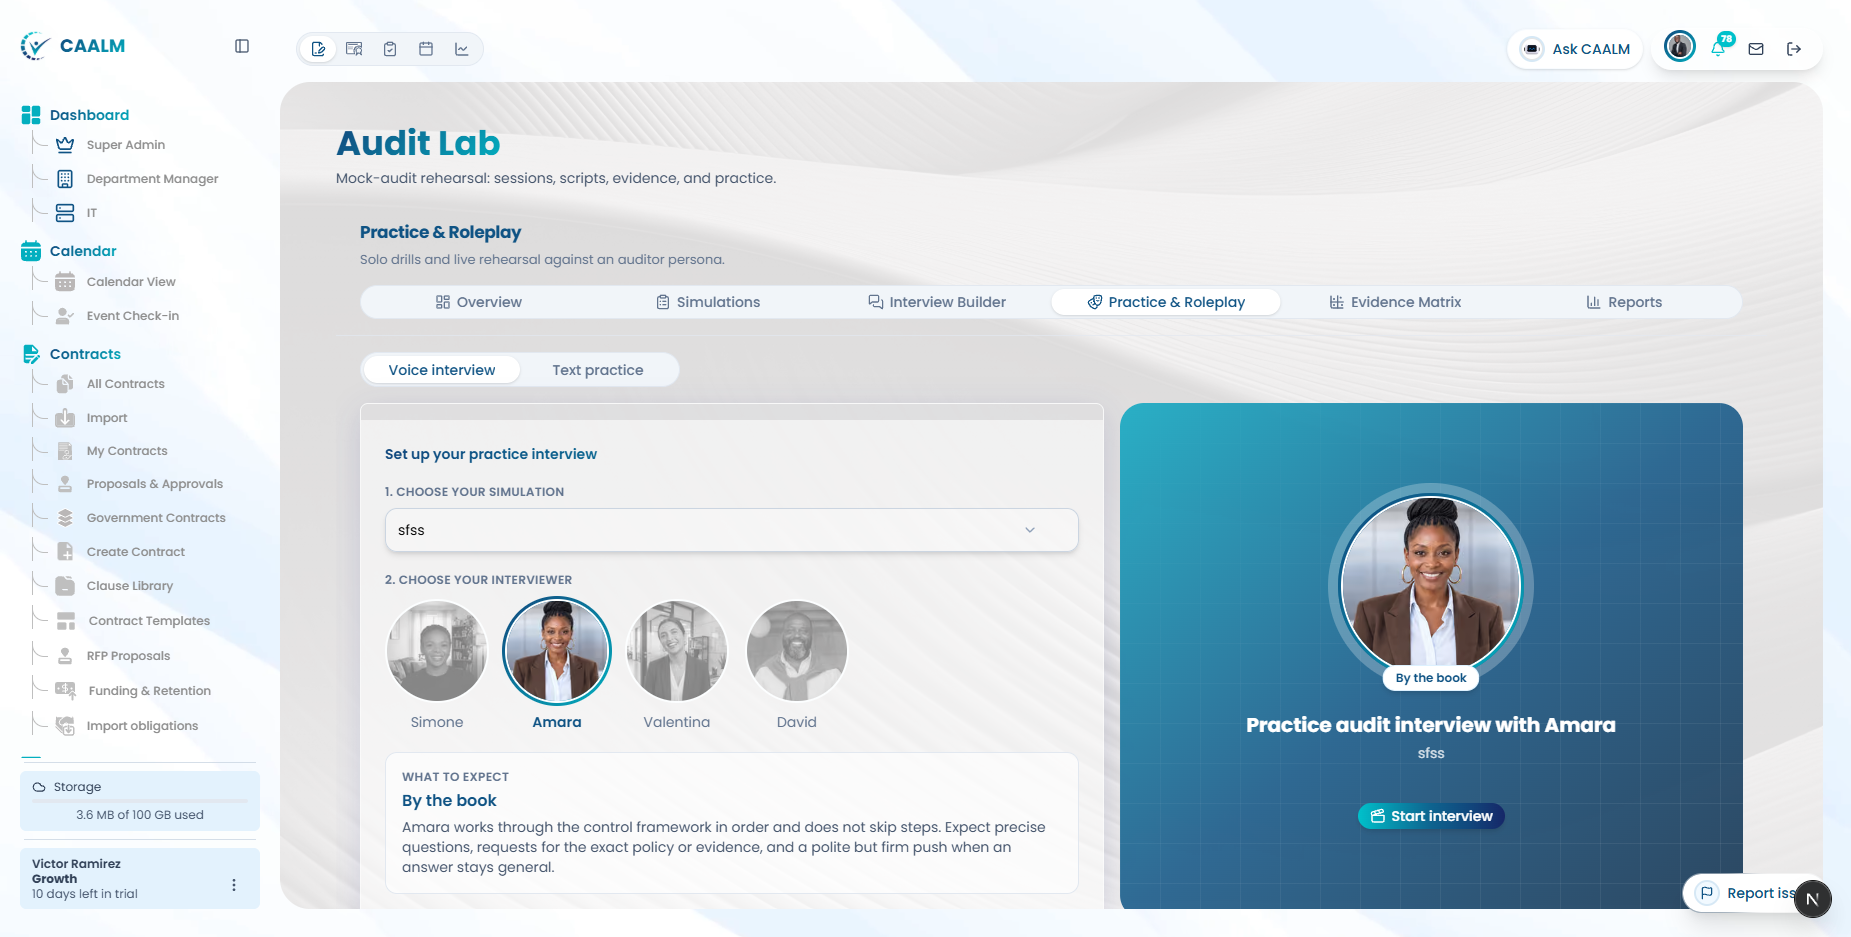 CAALM
Ask CAALM
78
Dashboard
Super Admin
Department Manager
IT
Calendar
Calendar View
Event Check-in
Contracts
All Contracts
Import
My Contracts
Proposals & Approvals
Government Contracts
Create Contract
Clause Library
Contract Templates
RFP Proposals
Funding & Retention
Import obligations
Storage
3.6 MB of 100 GB used
Victor Ramirez
Growth
10 days left in trial
Audit Lab
Mock-audit rehearsal: sessions, scripts, evidence, and practice.
Practice & Roleplay
Solo drills and live rehearsal against an auditor persona.
Overview
Simulations
Interview Builder
Practice & Roleplay
Evidence Matrix
Reports
Voice interview
Text practice
Set up your practice interview
1. CHOOSE YOUR SIMULATION
sfss
2. CHOOSE YOUR INTERVIEWER
Simone
Amara
Valentina
David
WHAT TO EXPECT
By the book
Amara works through the control framework in order and does not skip steps. Expect precise
questions, requests for the exact policy or evidence, and a polite but firm push when an
answer stays general.
By the book
Practice audit interview with Amara
sfss
Start interview
Report iss
N